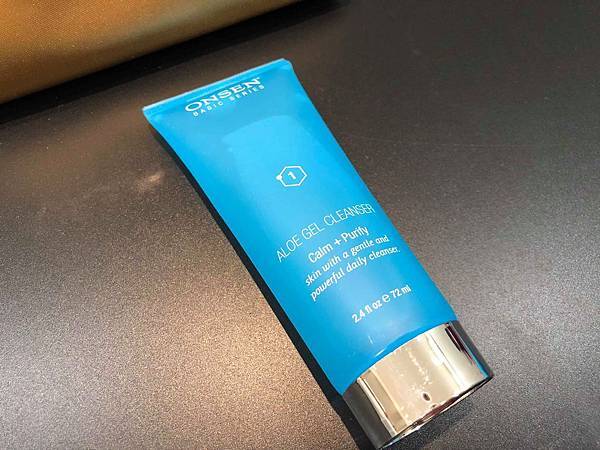 ONSEN
BASIC SERIES
1
ALOE GEL CLEANSER
Calm + Purify
skin with a gentle and
powerful daily cleanser.
2.4 fl oz ℮ 72 ml